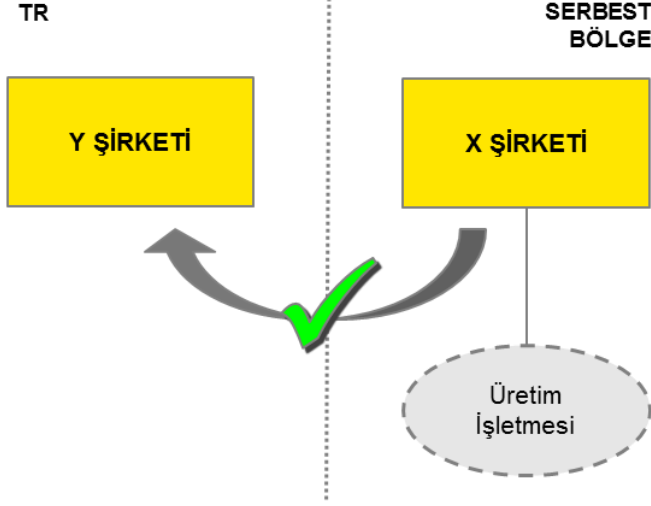 TR
SERBEST
BÖLGE
Y ŞİRKETİ
X ŞİRKETİ
Üretim
İşletmesi